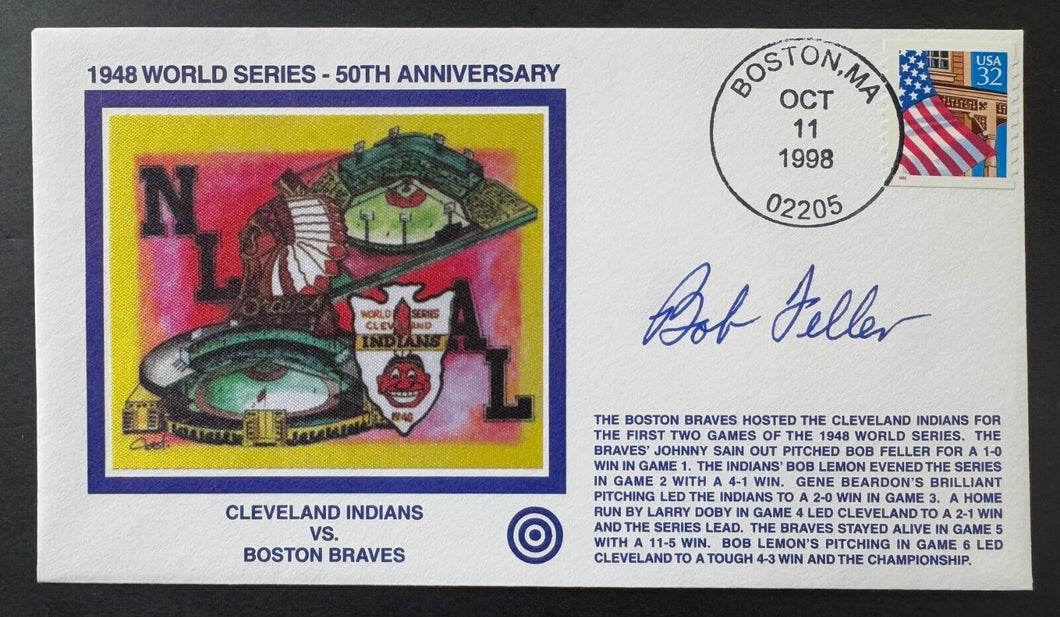 1948 WORLD SERIES - 50TH ANNIVERSARY
NL
Braves
WORLD SERIES
CLEVELAND
INDIANS
1948
AL
CLEVELAND INDIANS
VS.
BOSTON BRAVES
BOSTON, MA
OCT
11
1998
02205
USA
32
Bob Feller
THE BOSTON BRAVES HOSTED THE CLEVELAND INDIANS FOR
THE FIRST TWO GAMES OF THE 1948 WORLD SERIES. THE
BRAVES' JOHNNY SAIN OUT PITCHED BOB FELLER FOR A 1-0
WIN IN GAME 1. THE INDIANS' BOB LEMON EVENED THE SERIES
IN GAME 2 WITH A 4-1 WIN. GENE BEARDON'S BRILLIANT
PITCHING LED THE INDIANS TO A 2-0 WIN IN GAME 3. A HOME
RUN BY LARRY DOBY IN GAME 4 LED CLEVELAND TO A 2-1 WIN
AND THE SERIES LEAD. THE BRAVES STAYED ALIVE IN GAME 5
WITH A 11-5 WIN. BOB LEMON'S PITCHING IN GAME 6 LED
CLEVELAND TO A TOUGH 4-3 WIN AND THE CHAMPIONSHIP.